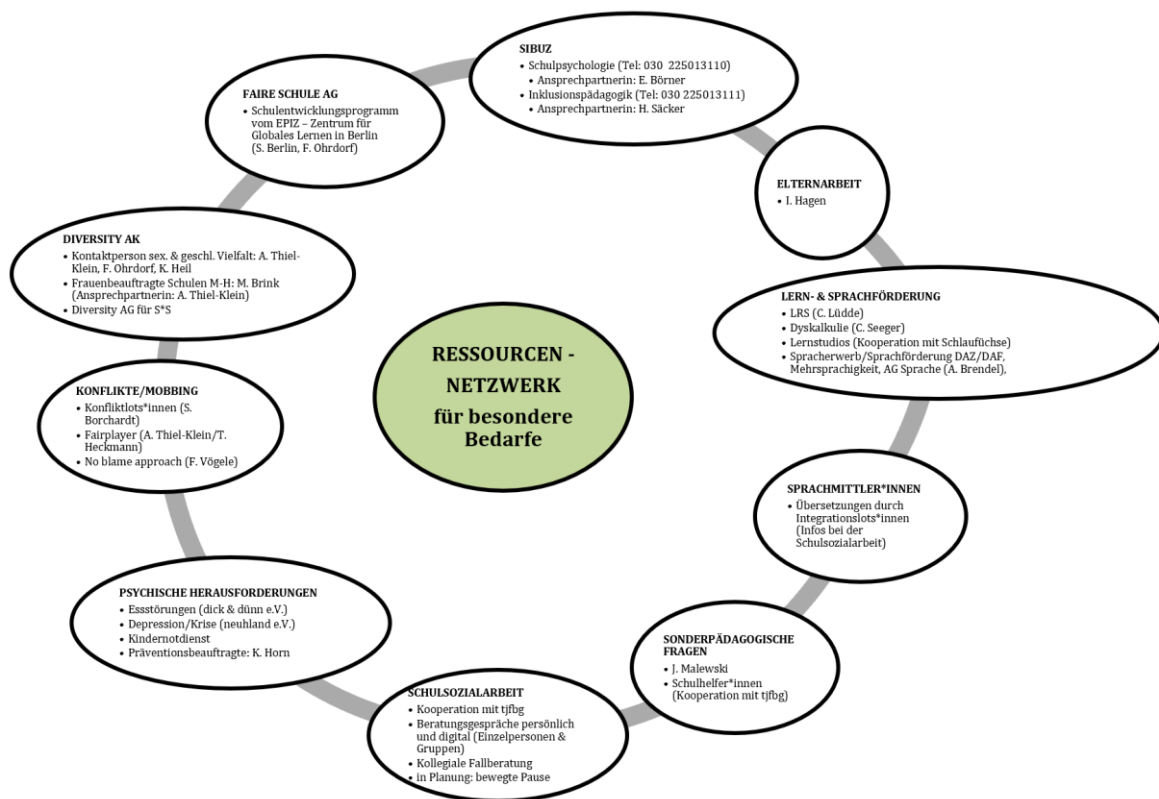 SIBUZ
• Schulpsychologie (Tel: 030 225013110)
• Ansprechpartnerin: E. Börner
• Inklusionspädagogik (Tel: 030 225013111)
• Ansprechpartnerin: H. Säcker
ELTERNARBEIT
• I. Hagen
LERN- & SPRACHFÖRDERUNG
• LRS (C. Lüdde)
• Dyskalkulie (C. Seeger)
• Lernstudios (Kooperation mit Schlaufüchse)
• Spracherwerb/Sprachförderung DAZ/DAF,
Mehrsprachigkeit, AG Sprache (A. Brendel),
SPRACHMITTLER*INNEN
• Übersetzungen durch
Integrationslots*innen
(Infos bei der
Schulsozialarbeit)
SONDERPÄDAGOGISCHE
FRAGEN
• J. Malewski
• Schulhelfer*innen
(Kooperation mit tjfbg)
SCHULSOZIALARBEIT
• Kooperation mit tjfbg
• Beratungsgespräche persönlich
und digital (Einzelpersonen &
Gruppen)
• Kollegiale Fallberatung
• in Planung: bewegte Pause
PSYCHISCHE HERAUSFORDERUNGEN
• Essstörungen (dick & dünn e.V.)
• Depression/Krise (neuhland e.V.)
• Kindernotdienst
• Präventionsbeauftragte: K. Horn
KONFLIKTE/MOBBING
• Konfliktlots*innen (S.
Borchardt)
• Fairplayer (A. Thiel-Klein/T.
Heckmann)
• No blame approach (F. Vögele)
DIVERSITY AK
• Kontaktperson sex. & geschl. Vielfalt: A. Thiel-
Klein, F. Ohrdorf, K. Heil
• Frauenbeauftragte Schulen M-H: M. Brink
(Ansprechpartnerin: A. Thiel-Klein)
• Diversity AG für S*S
FAIRE SCHULE AG
• Schulentwicklungsprogramm
vom EPIZ – Zentrum für
Globales Lernen in Berlin
(S. Berlin, F. Ohrdorf)
RESSOURCEN -
NETZWERK
für besondere
Bedarfe